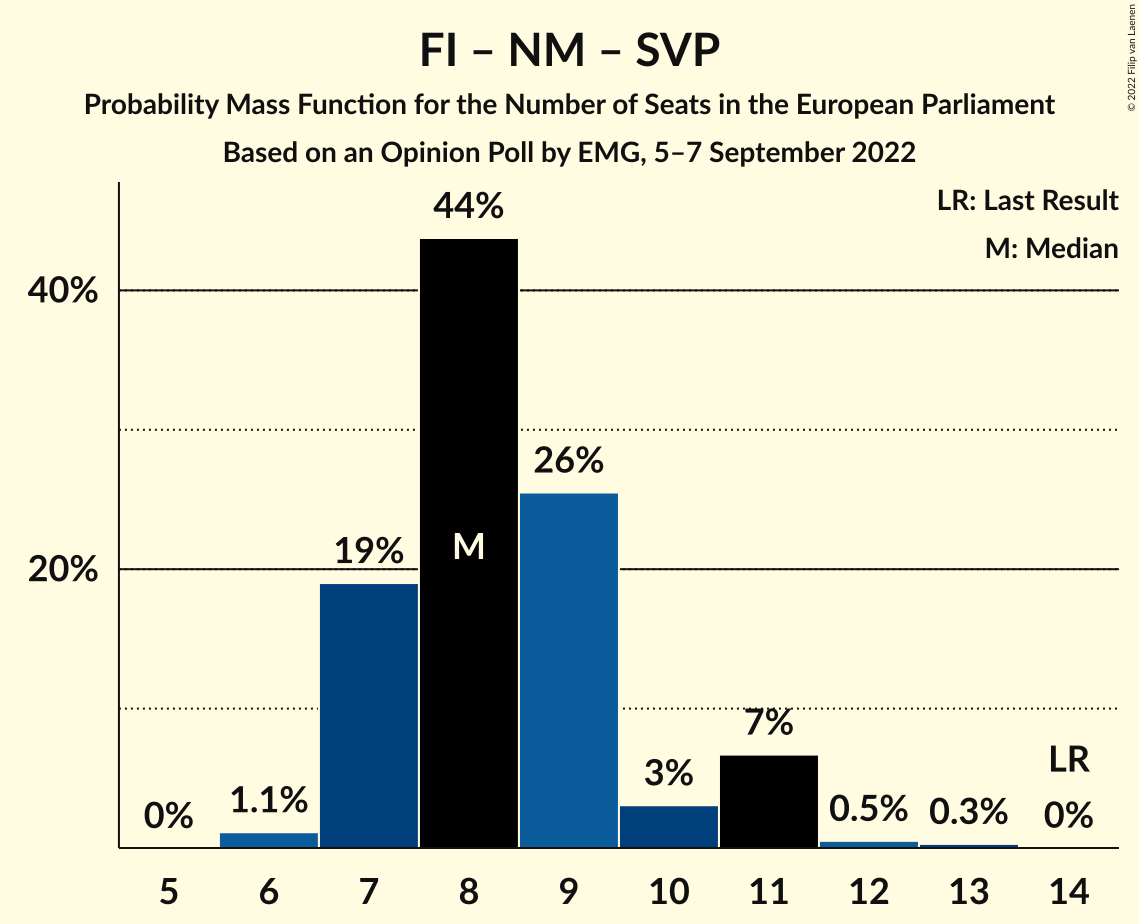 FI – NM – SVP
Probability Mass Function for the Number of Seats in the European Parliament
Based on an Opinion Poll by EMG, 5–7 September 2022
© 2022 Filip van Laenen
LR: Last Result
M: Median
40%
20%
0%
1.1%
19%
44%
M
26%
3%
7%
0.5%
0.3%
LR
0%
5 6 7 8 9 10 11 12 13 14